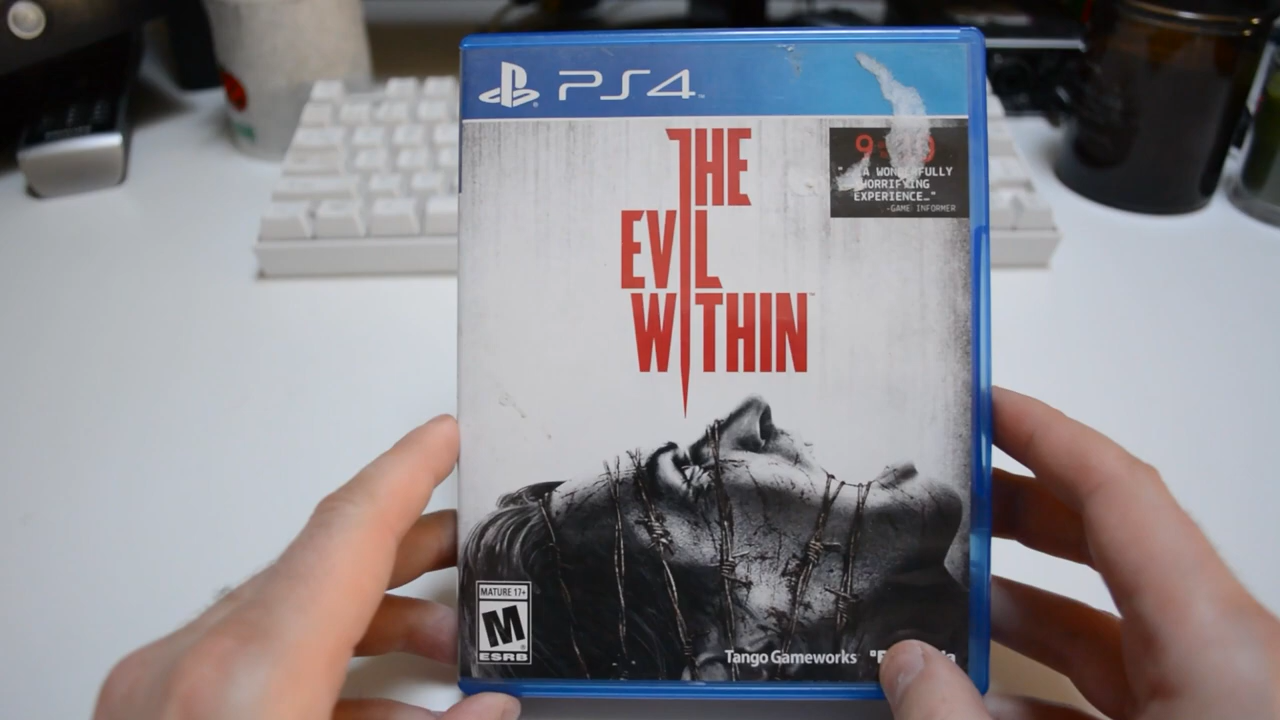 PS4
THE
EVIL
WITHIN
"A WONDERFULLY
HORRIFYING
EXPERIENCE…"
-GAME INFORMER
MATURE 17+
M
ESRB
Tango Gameworks